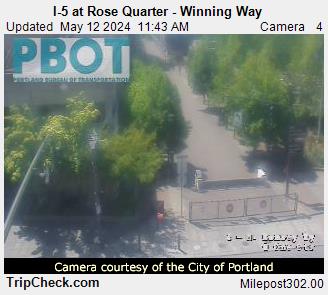 I-5 at Rose Quarter - Winning Way
Updated May 12 2024 11:43 AM Camera 4
PBOT
PORTLAND BUREAU OF TRANSPORTATION
Camera courtesy of the City of Portland
TripCheck.com Milepost302.00